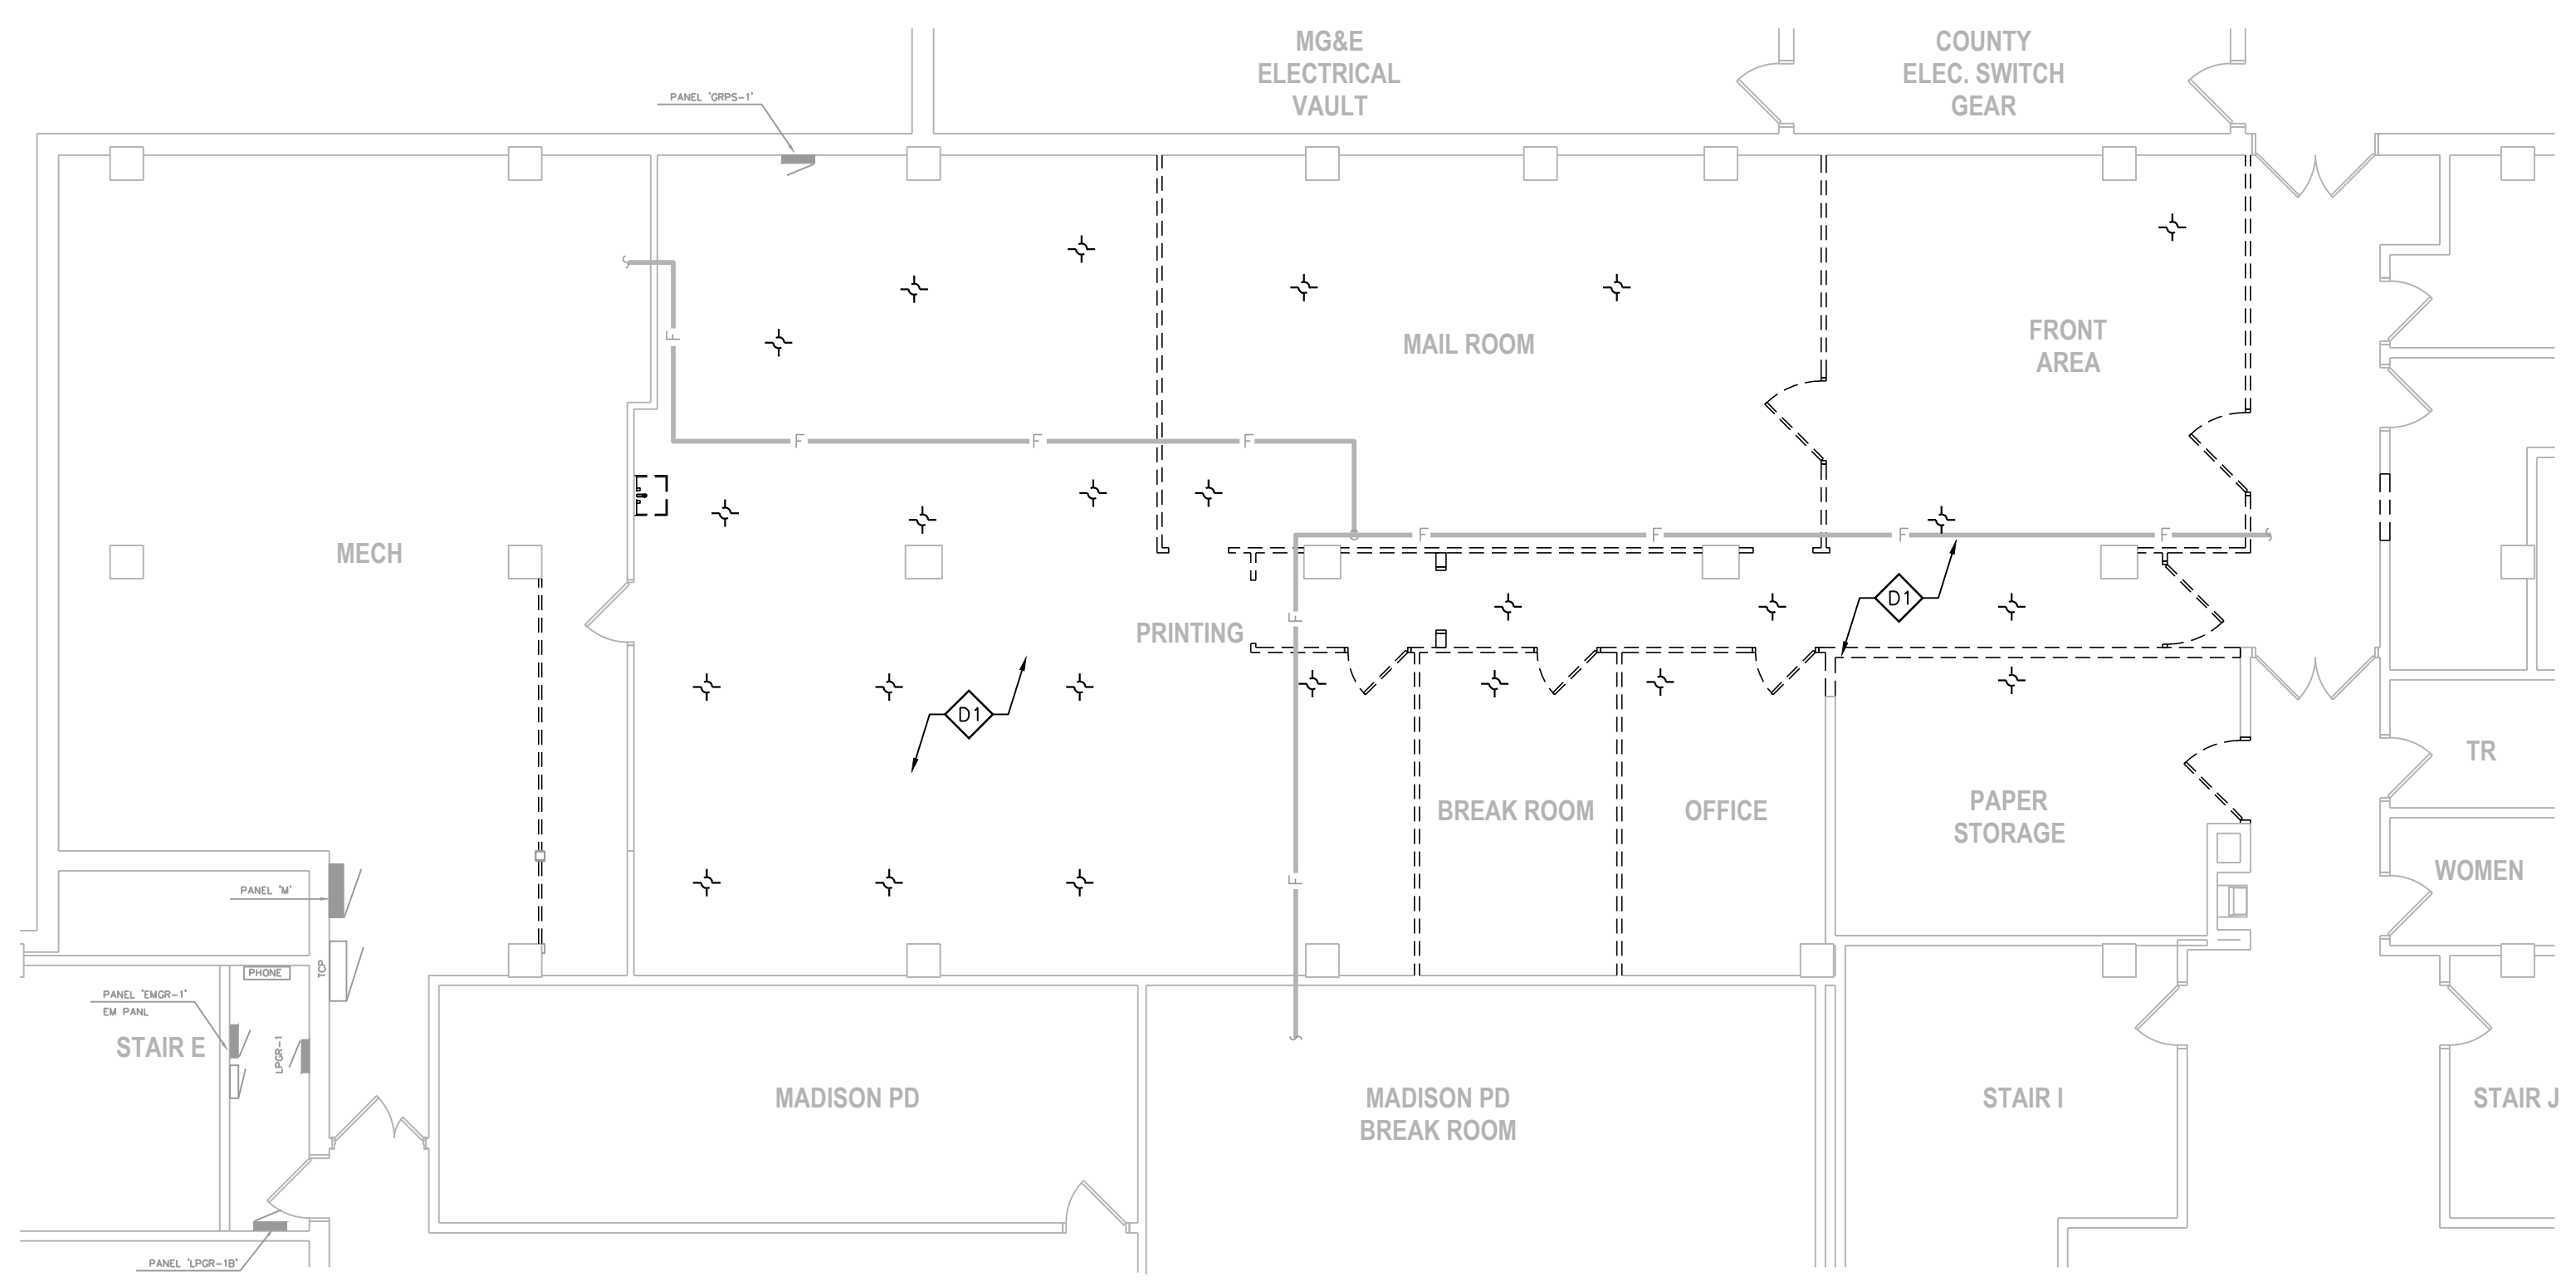 MG&E
ELECTRICAL
VAULT
COUNTY
ELEC. SWITCH
GEAR
PANEL 'GRPS-1'
F
MAIL ROOM
FRONT
AREA
F
F
F
F
F
F
F
MECH
D1
F
PRINTING
D1
TR
BREAK ROOM
OFFICE
PAPER
STORAGE
WOMEN
F
PANEL 'M'
TCP
PHONE
PANEL 'EMGR-1'
EM PANL
STAIR E
LPGR-1
MADISON PD
MADISON PD
BREAK ROOM
STAIR I
STAIR J
PANEL 'LPGR-1B'